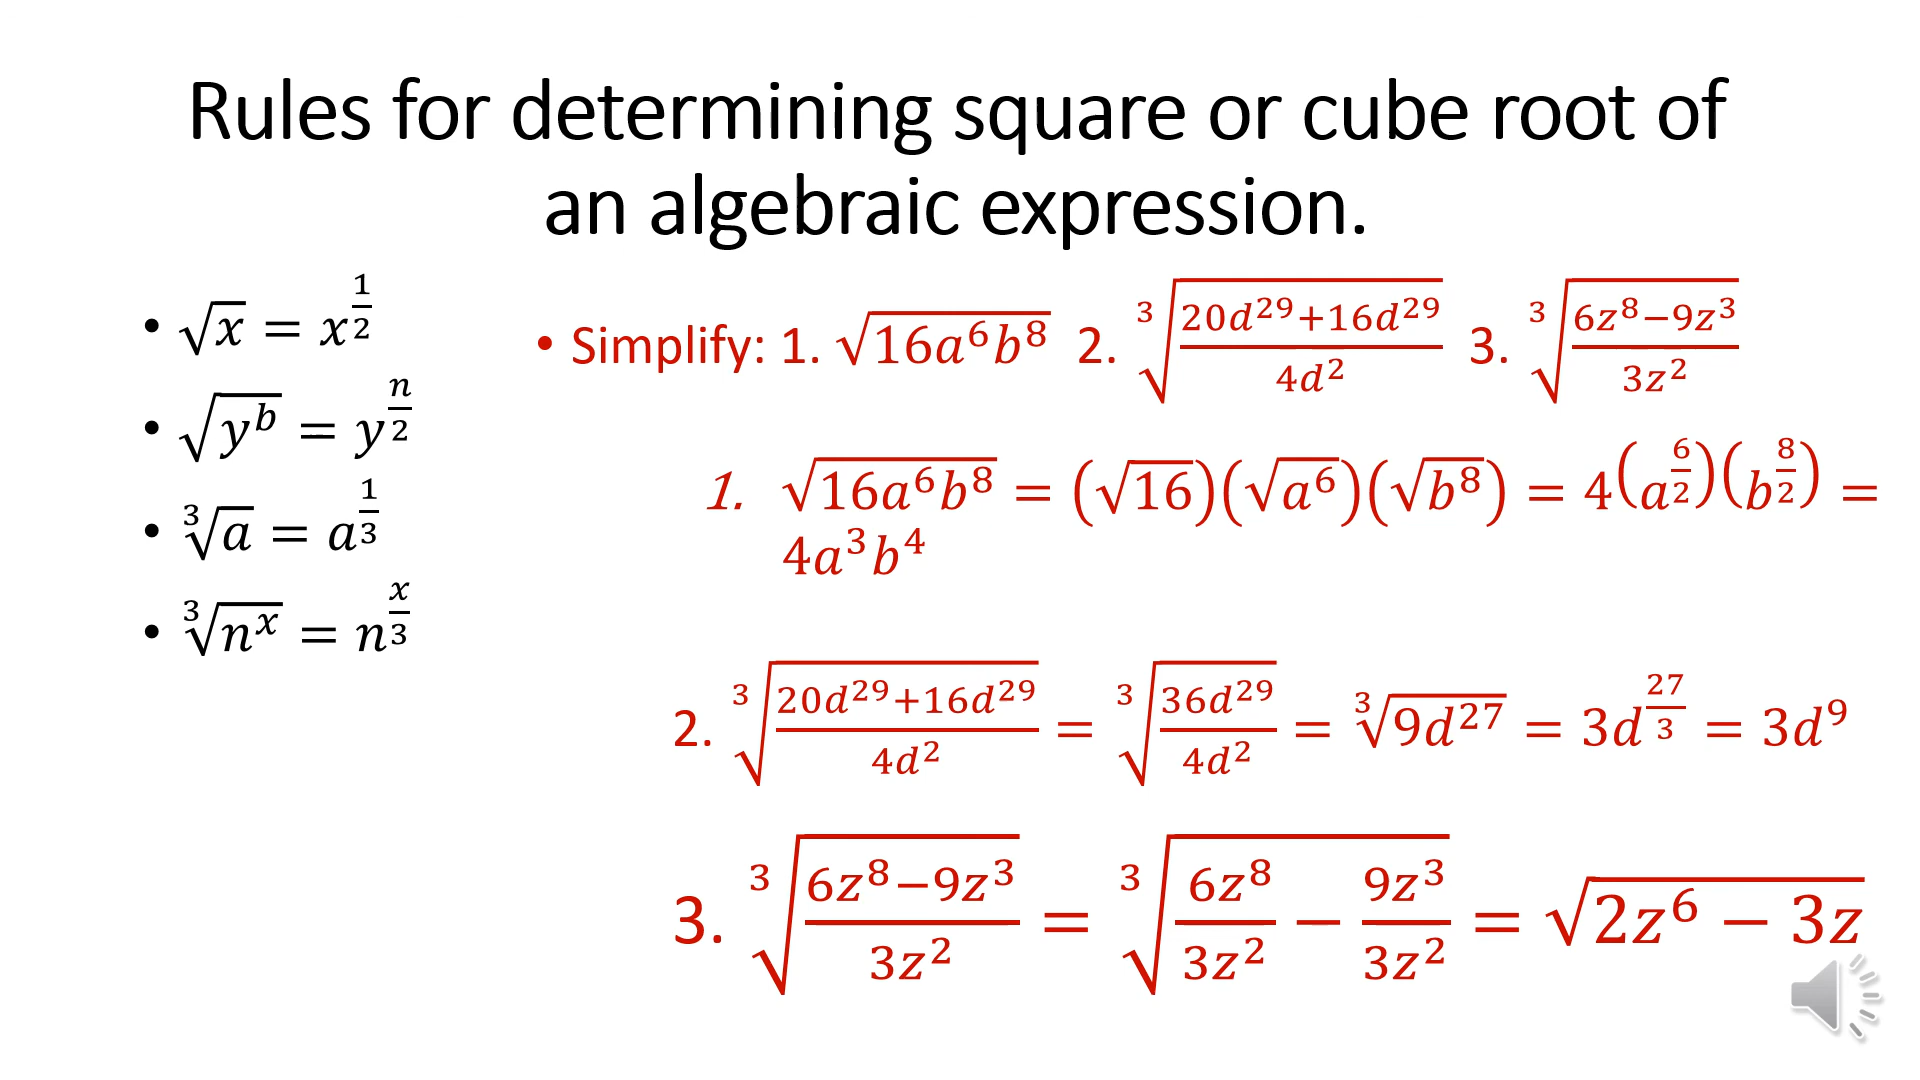 Rules for determining square or cube root of
an algebraic expression.
• √x = x^(1/2)
• √(y^b) = y^(n/2)
• ∛a = a^(1/3)
• ∛(n^x) = n^(x/3)
• Simplify: 1. √(16a⁶b⁸) 2. ∛((20d²⁹+16d²⁹)/(4d²)) 3. ∛((6z⁸−9z³)/(3z²))
1. √(16a⁶b⁸) = (√16)(√(a⁶))(√(b⁸)) = 4^((a^(6/2))(b^(8/2))) =
4a³b⁴
2. ∛((20d²⁹+16d²⁹)/(4d²)) = ∛((36d²⁹)/(4d²)) = ∛(9d²⁷) = 3d^(27/3) = 3d⁹
3. ∛((6z⁸−9z³)/(3z²)) = ∛((6z⁸)/(3z²) − (9z³)/(3z²)) = √(2z⁶ − 3z)